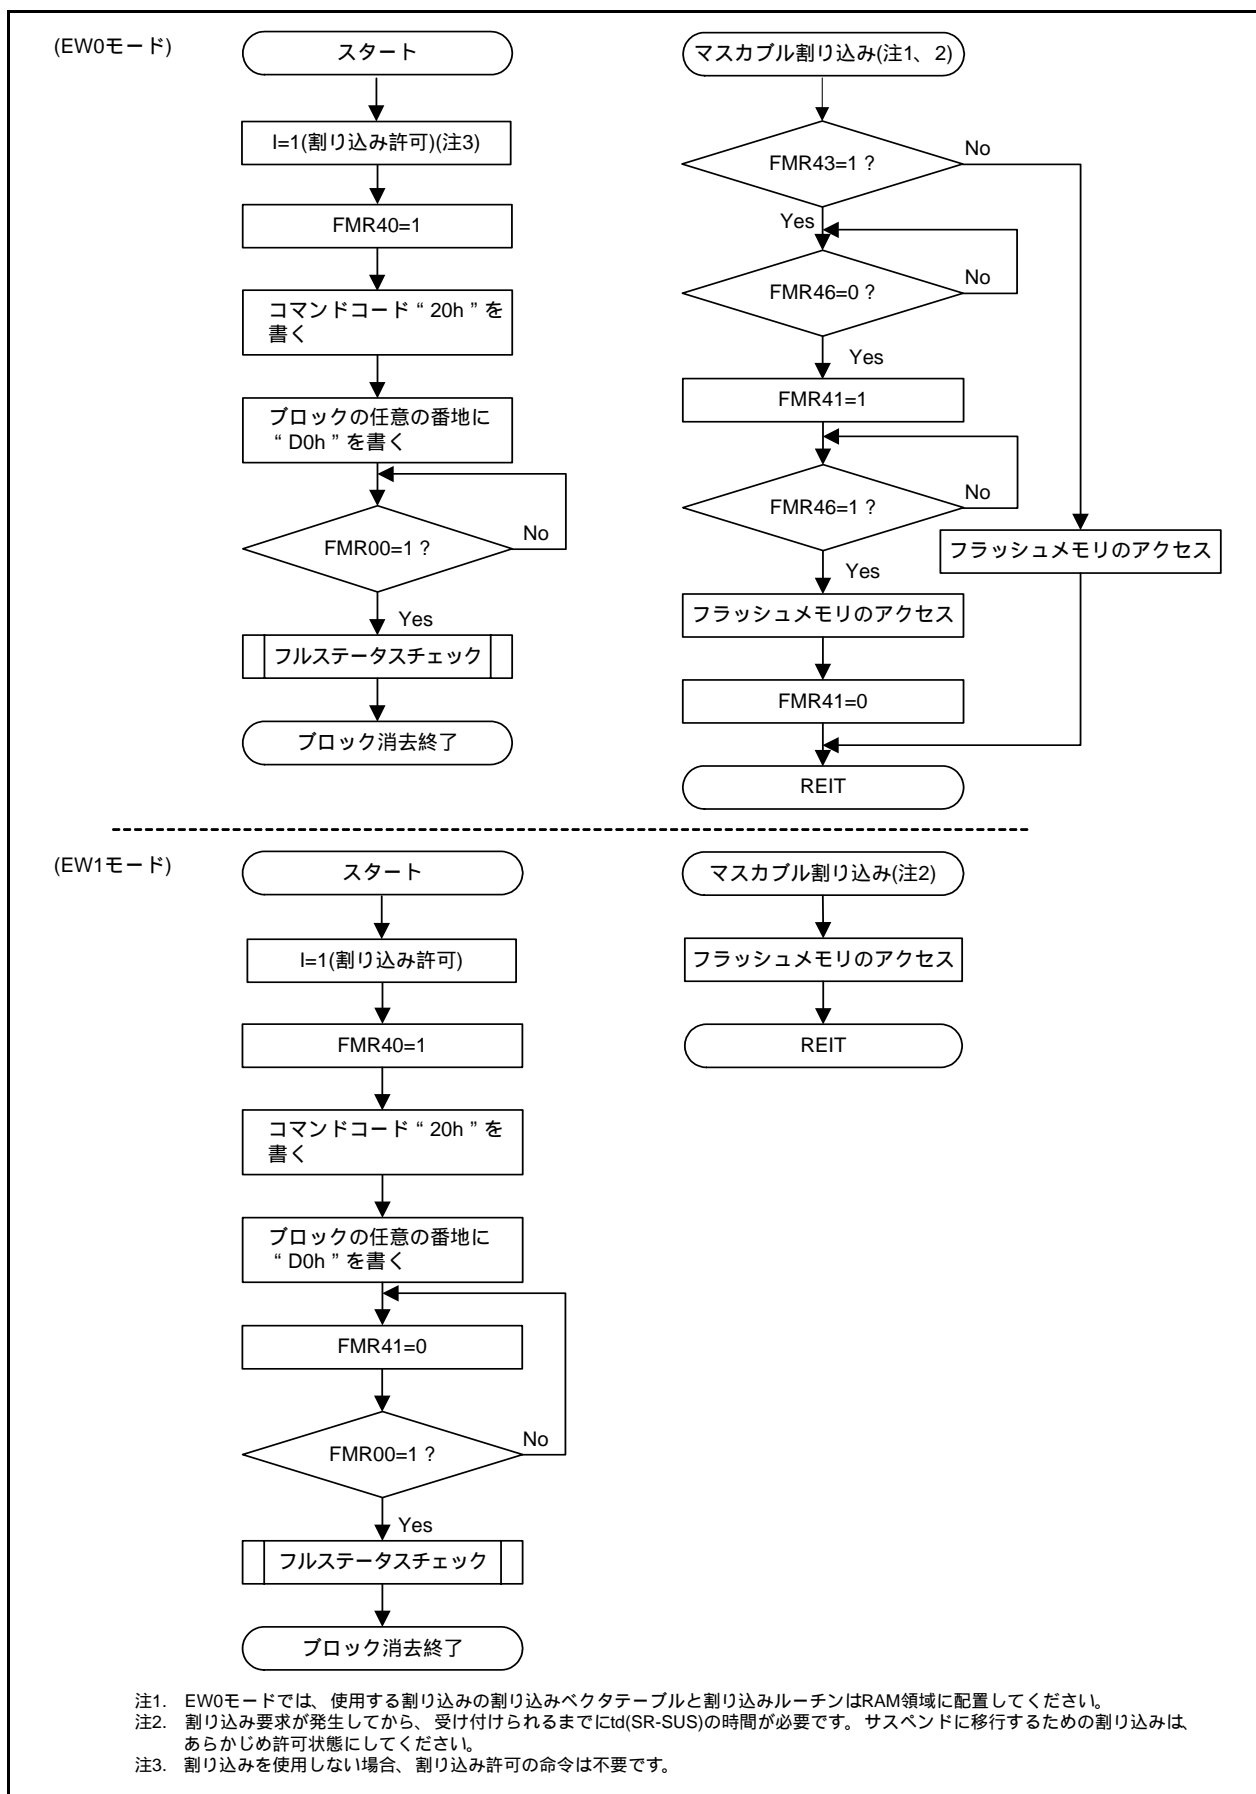 (EW0モード)
スタート
I=1(割り込み許可)(注3)
FMR40=1
コマンドコード“20h”を
書く
ブロックの任意の番地に
“D0h”を書く
FMR00=1 ?
No
Yes
フルステータスチェック
ブロック消去終了
マスカブル割り込み(注1、2)
FMR43=1 ?
No
Yes
FMR46=0 ?
No
Yes
FMR41=1
FMR46=1 ?
No
Yes
フラッシュメモリのアクセス
フラッシュメモリのアクセス
FMR41=0
REIT
(EW1モード)
スタート
I=1(割り込み許可)
FMR40=1
コマンドコード“20h”を
書く
ブロックの任意の番地に
“D0h”を書く
FMR41=0
FMR00=1 ?
No
Yes
フルステータスチェック
ブロック消去終了
マスカブル割り込み(注2)
フラッシュメモリのアクセス
REIT
注1. EW0モードでは、使用する割り込みの割り込みベクタテーブルと割り込みルーチンはRAM領域に配置してください。
注2. 割り込み要求が発生してから、受け付けられるまでにtd(SR-SUS)の時間が必要です。サスペンドに移行するための割り込みは、
あらかじめ許可状態にしてください。
注3. 割り込みを使用しない場合、割り込み許可の命令は不要です。